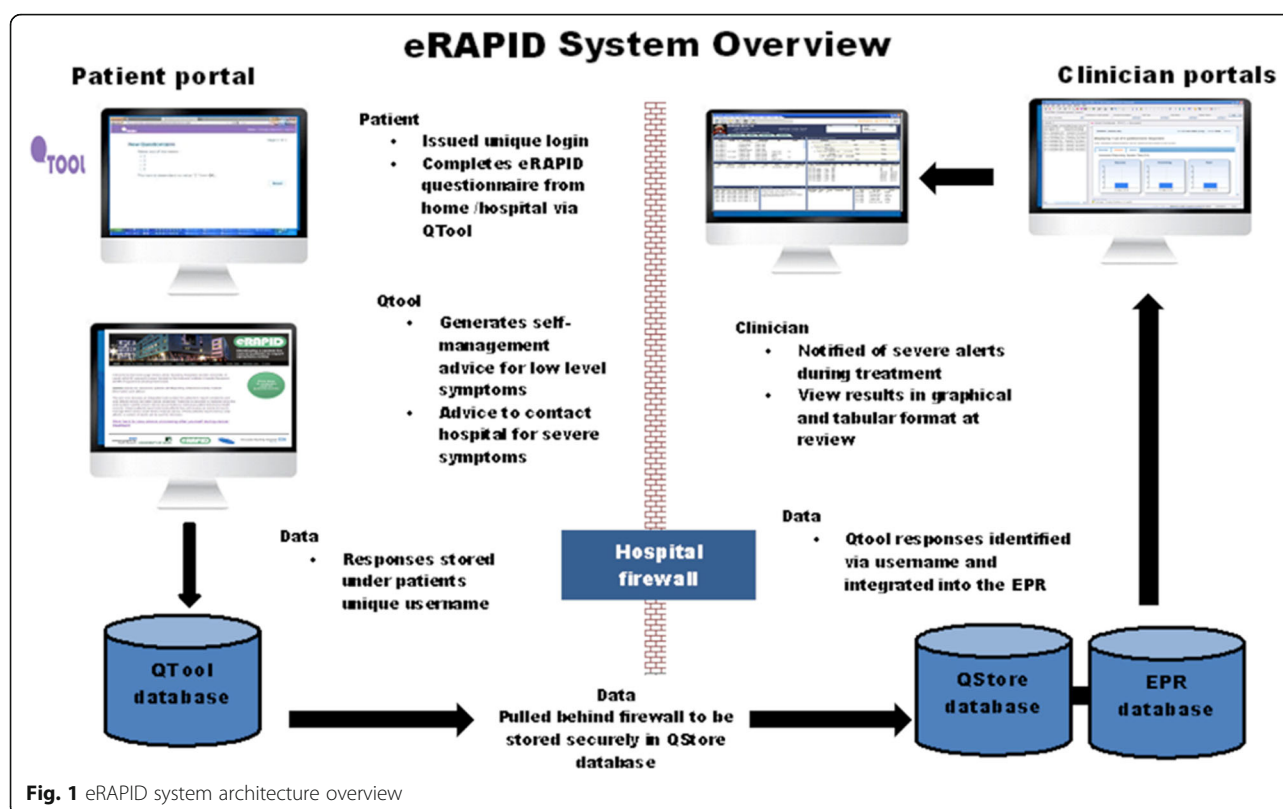 eRAPID System Overview
Patient portal
Clinician portals
QTOOL
Patient
• Issued unique login
• Completes eRAPID
questionnaire from
home /hospital via
QTool
eRAPID
Qtool
• Generates self-
management
advice for low level
symptoms
• Advice to contact
hospital for severe
symptoms
Clinician
• Notified of severe alerts
during treatment
• View results in graphical
and tabular format at
review
Data
• Responses stored
under patients
unique username
Hospital
firewall
Data
• Qtool responses identified
via username and
integrated into the EPR
QTool
database
Data
Pulled behind firewall to be
stored securely in QStore
database
QStore
database
EPR
database
Fig. 1 eRAPID system architecture overview